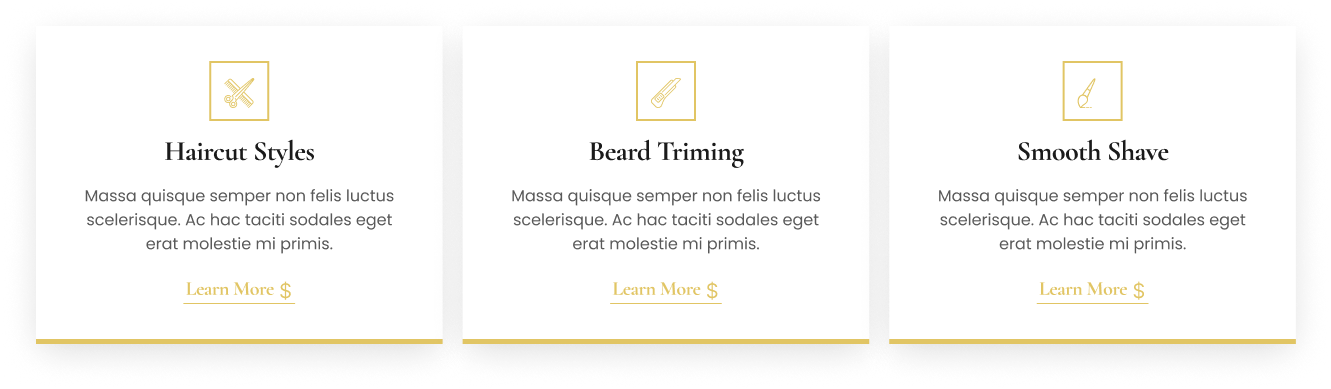 Haircut Styles
Massa quisque semper non felis luctus
scelerisque. Ac hac taciti sodales eget
erat molestie mi primis.
Learn More $
Beard Triming
Massa quisque semper non felis luctus
scelerisque. Ac hac taciti sodales eget
erat molestie mi primis.
Learn More $
Smooth Shave
Massa quisque semper non felis luctus
scelerisque. Ac hac taciti sodales eget
erat molestie mi primis.
Learn More $